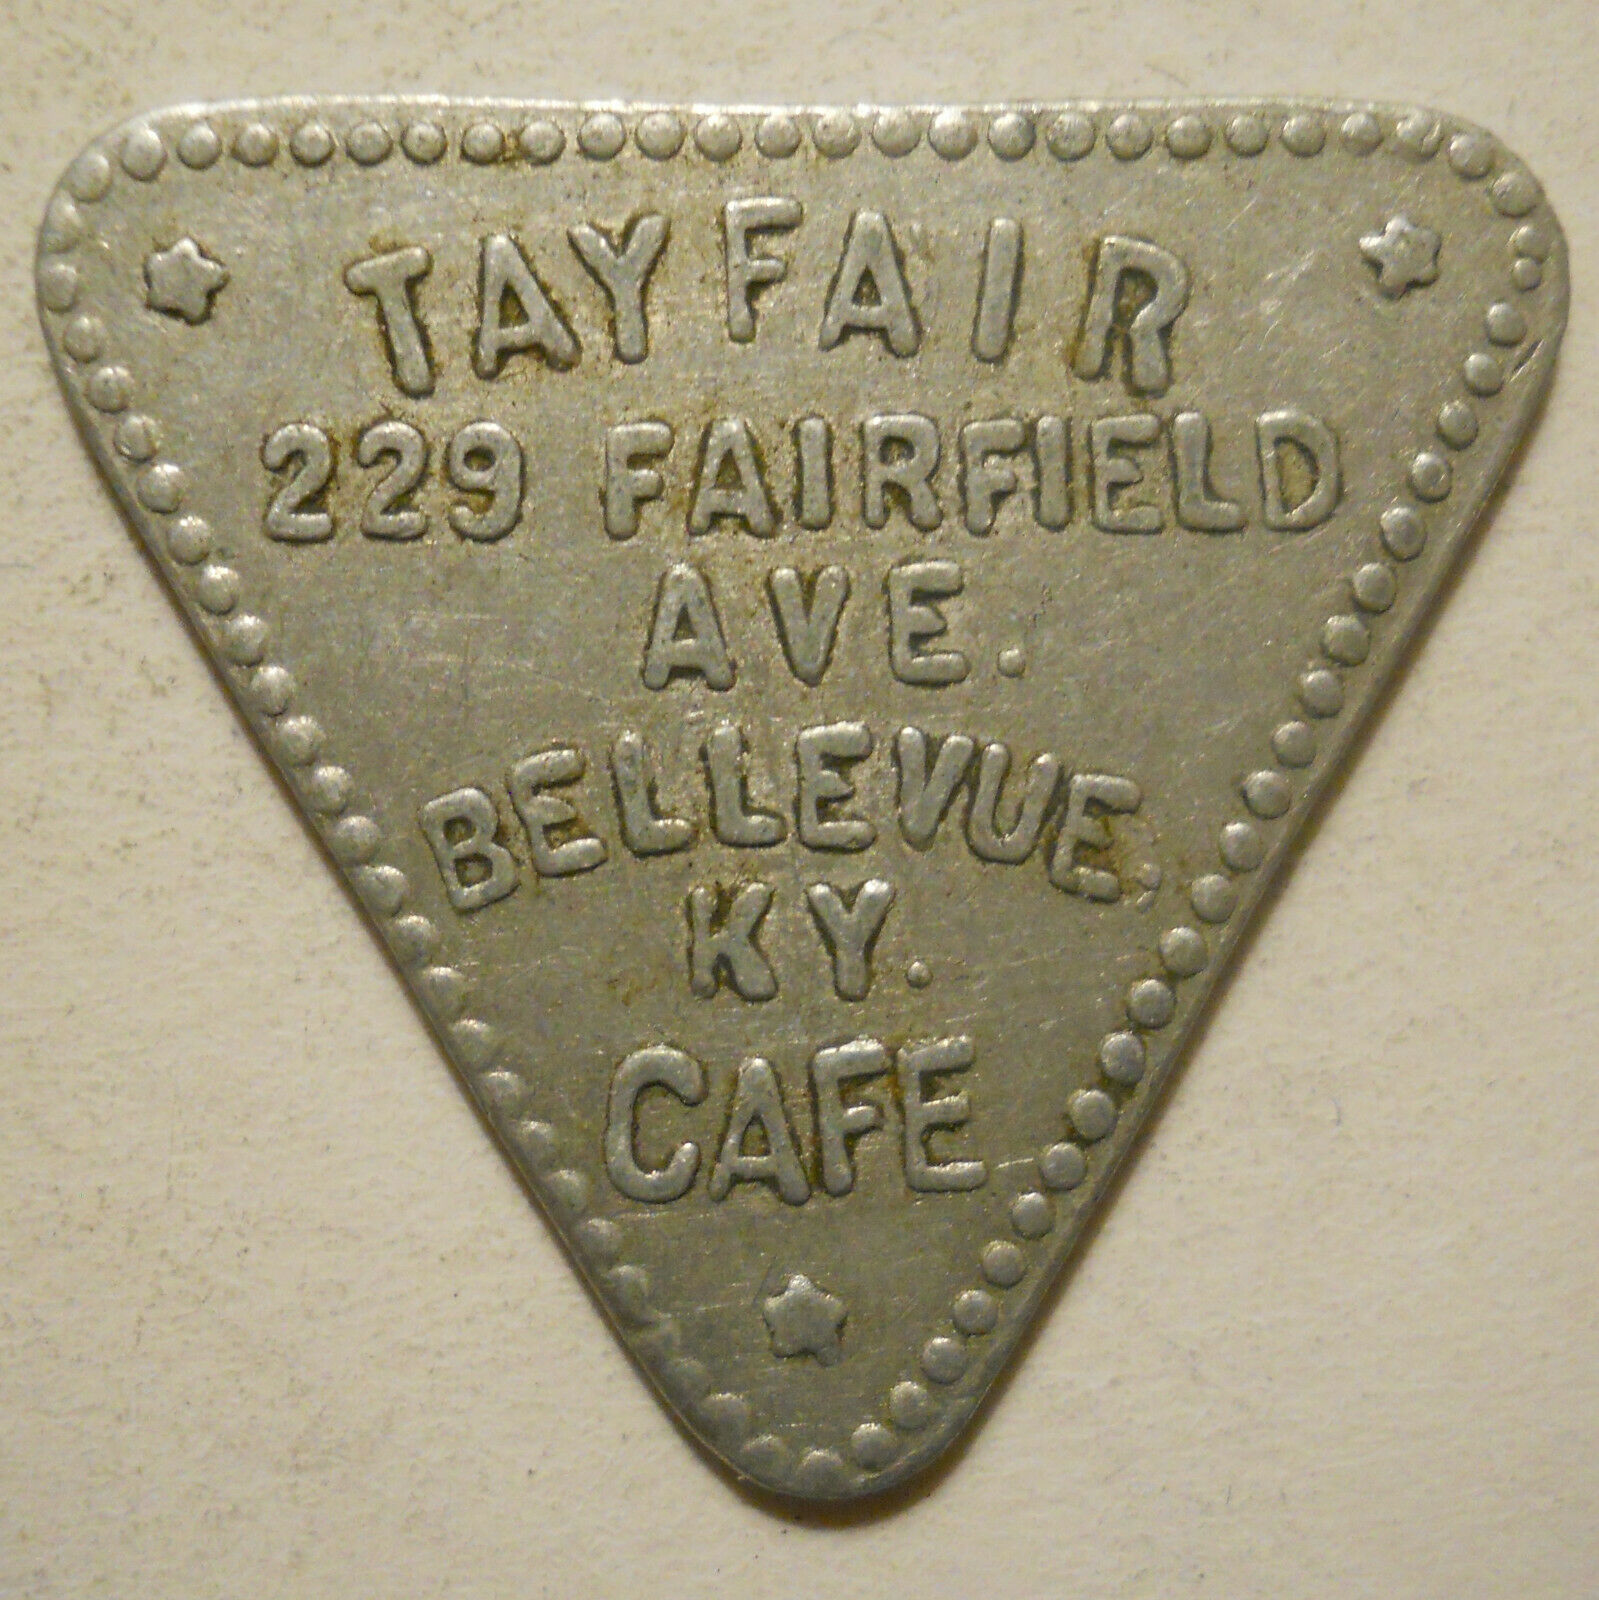 TAYFAIR
229 FAIRFIELD
AVE.
BELLEVUE,
KY.
CAFE